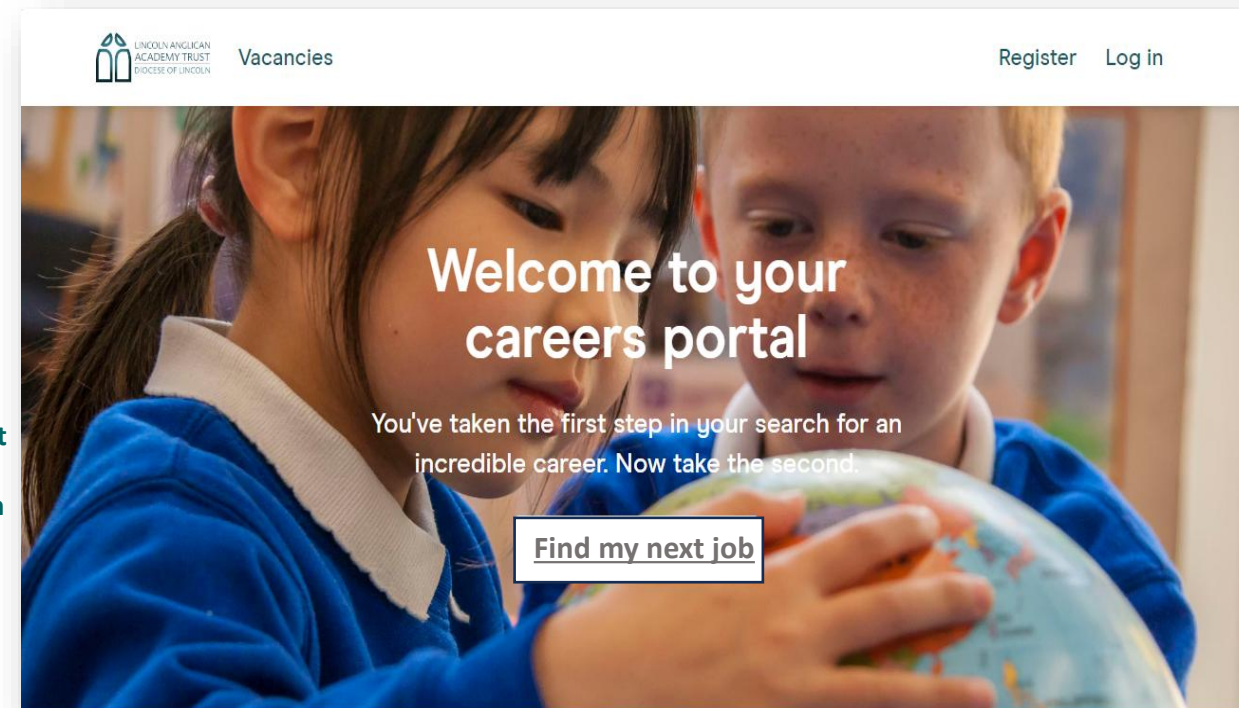 LINCOLN ANGLICAN
ACADEMY TRUST
DIOCESE OF LINCOLN
Vacancies
Register
Log in
Welcome to your
careers portal
You've taken the first step in your search for an
incredible career. Now take the second.
Find my next job